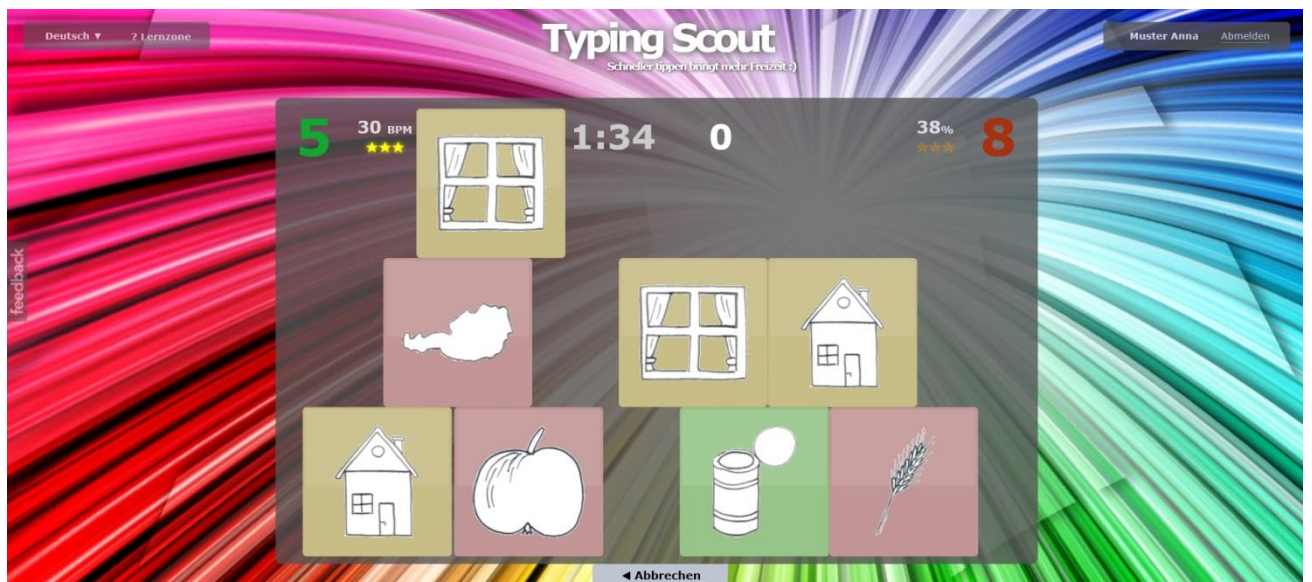 Deutsch ▼
? Lernzone
Typing Scout
Schneller tippen bringt mehr Freizeit :)
Muster Anna
Abmelden
5
30 BPM
1:34
0
38%
8
feedback
◄ Abbrechen